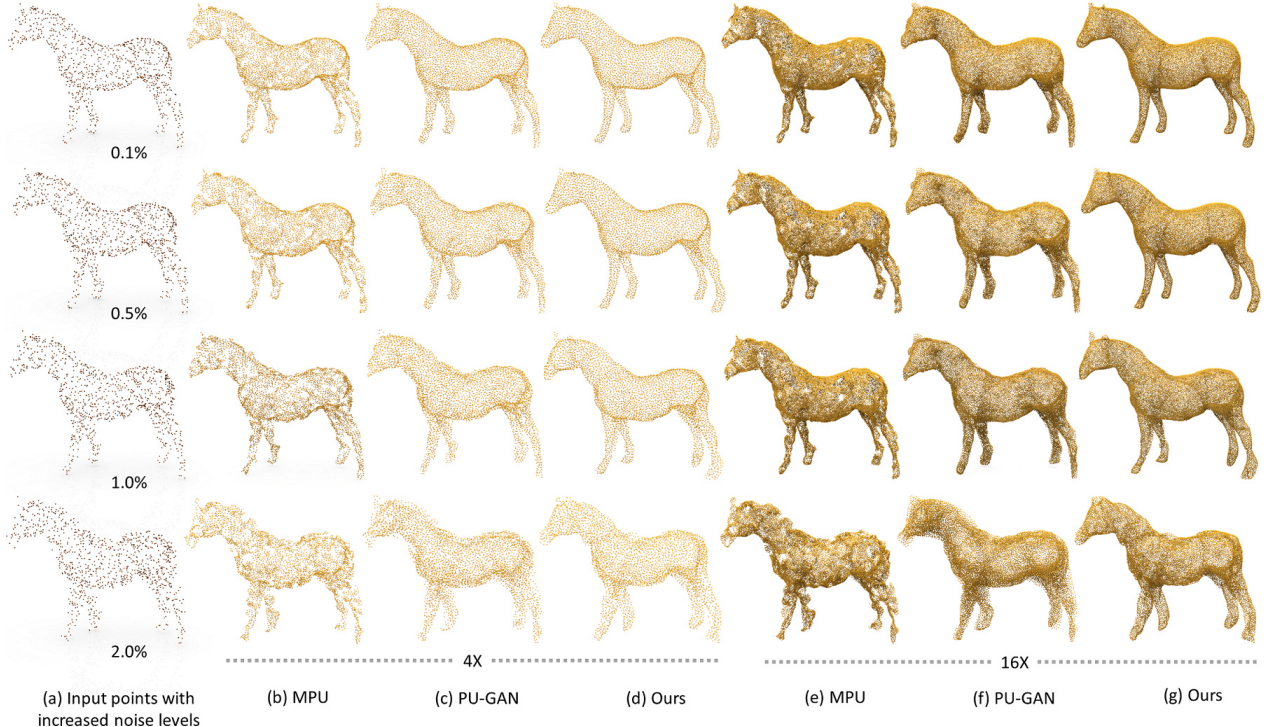 0.1%
0.5%
1.0%
2.0%
4X
16X
(a) Input points with
increased noise levels
(b) MPU
(c) PU-GAN
(d) Ours
(e) MPU
(f) PU-GAN
(g) Ours